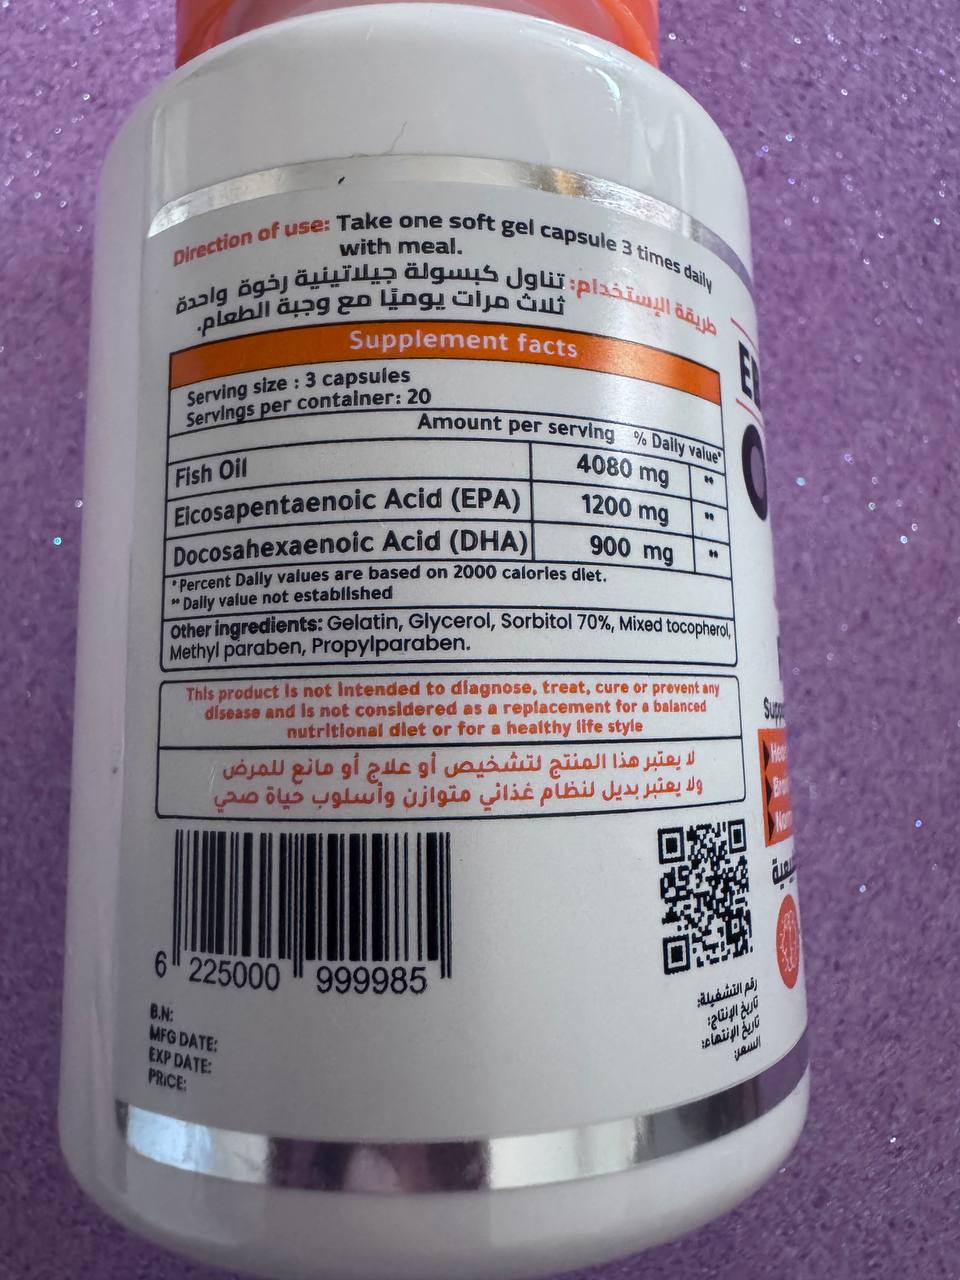 Direction of use: Take one soft gel capsule 3 times daily
with meal.
طريقة الإستخدام: تناول كبسولة جيلاتينية رخوة واحدة
ثلاث مرات يوميًا مع وجبة الطعام.
Supplement facts
Serving size : 3 capsules
Servings per container: 20
Amount per serving % Daily value*
Fish Oil 4080 mg **
Eicosapentaenoic Acid (EPA) 1200 mg **
Docosahexaenoic Acid (DHA) 900 mg **
*Percent Daily values are based on 2000 calories diet.
** Daily value not established
Other ingredients: Gelatin, Glycerol, Sorbitol 70%, Mixed tocopherol,
Methyl paraben, Propylparaben.
This product is not intended to diagnose, treat, cure or prevent any
disease and is not considered as a replacement for a balanced
nutritional diet or for a healthy life style
لا يعتبر هذا المنتج لتشخيص أو علاج أو مانع للمرض
ولا يعتبر بديل لنظام غذائي متوازن وأسلوب حياة صحي
6 225000 999985
B.N:
MFG DATE:
EXP DATE:
PRICE:
رقم التشغيلة:
تاريخ الإنتاج:
تاريخ الإنتهاء:
السعر: